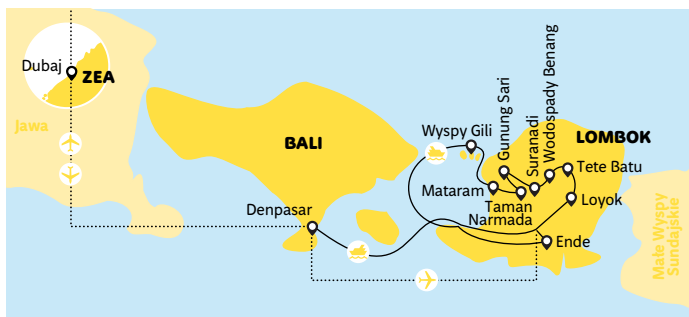 Dubaj
ZEA
Jawa
BALI
Denpasar
Wyspy Gili
Mataram
Gunung Sari
Taman
Narmada
Suranadi
Wodospady Benang
LOMBOK
Tete Batu
Loyok
Ende
Małe Wyspy
Sundajskie